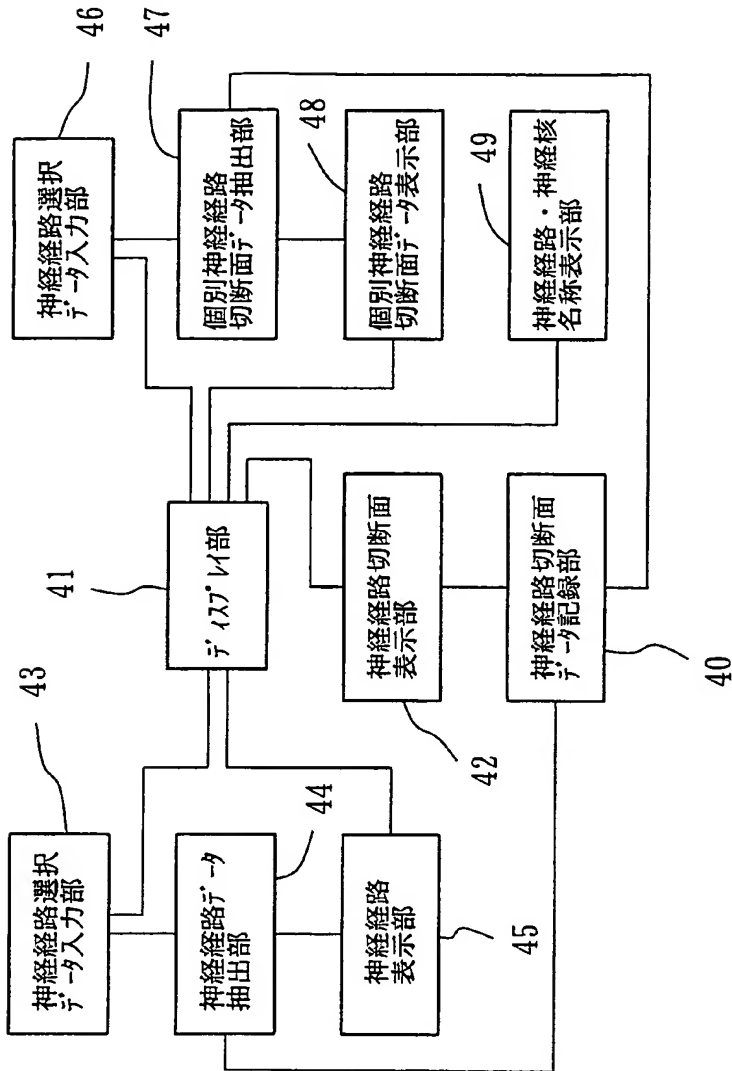 43
神経経路選択
データ入力部
44
神経経路データ
抽出部
45
神経経路
表示部
41
ディスプレイ部
42
神経経路切断面
表示部
40
神経経路切断面
データ記録部
46
神経経路選択
データ入力部
47
個別神経経路
切断面データ抽出部
48
個別神経経路
切断面データ表示部
49
神経経路・神経核
名称表示部